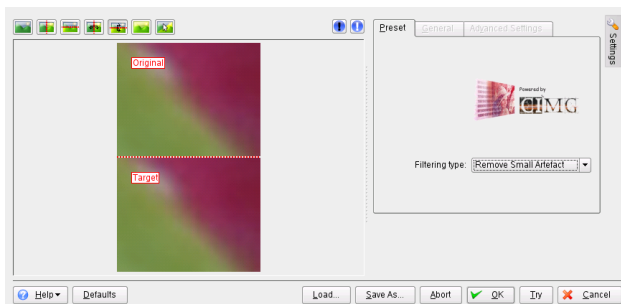 Preset
General
Advanced Settings
Settings
Original
Target
Powered by
CIMG
Filtering type:
Remove Small Artefact
Help
Defaults
Load...
Save As...
Abort
OK
Try
Cancel